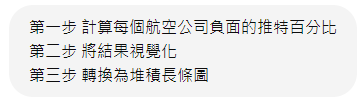 第一步 計算每個航空公司負面的推特百分比
第二步 將結果視覺化
第三步 轉換為堆積長條圖